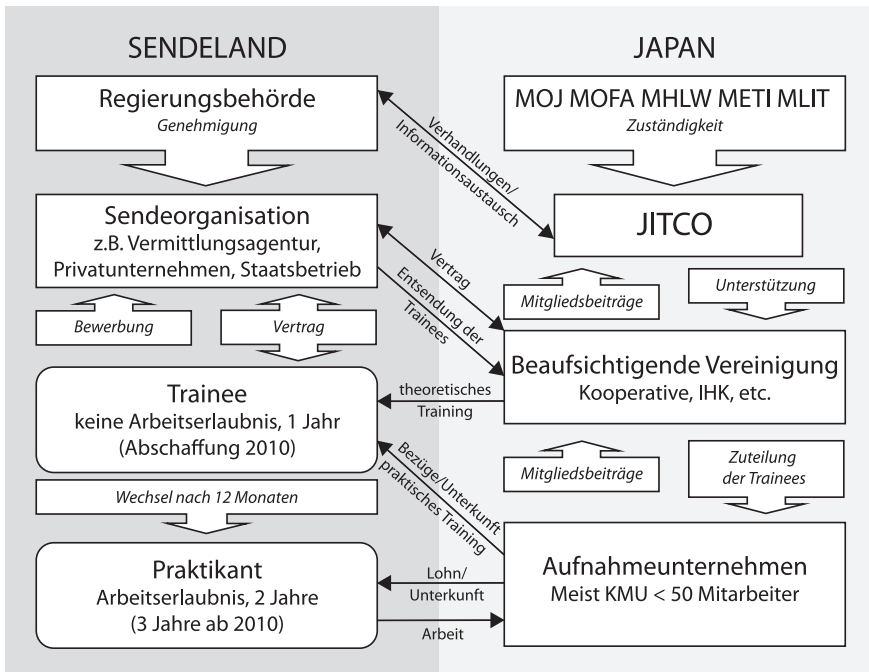 SENDELAND
JAPAN
Regierungsbehörde
Genehmigung
MOJ MOFA MHLW METI MLIT
Zuständigkeit
Verhandlungen/
Informationsaustausch
Sendeorganisation
z.B. Vermittlungsagentur,
Privatunternehmen, Staatsbetrieb
JITCO
Vertrag
Entsendung der
Trainees
Bewerbung
Vertrag
Mitgliedsbeiträge
Unterstützung
Beaufsichtigende Vereinigung
Kooperative, IHK, etc.
Trainee
keine Arbeitserlaubnis, 1 Jahr
(Abschaffung 2010)
theoretisches
Training
Bezüge/Unterkunft
praktisches Training
Mitgliedsbeiträge
Zuteilung
der Trainees
Wechsel nach 12 Monaten
Praktikant
Arbeitserlaubnis, 2 Jahre
(3 Jahre ab 2010)
Lohn/
Unterkunft
Arbeit
Aufnahmeunternehmen
Meist KMU < 50 Mitarbeiter